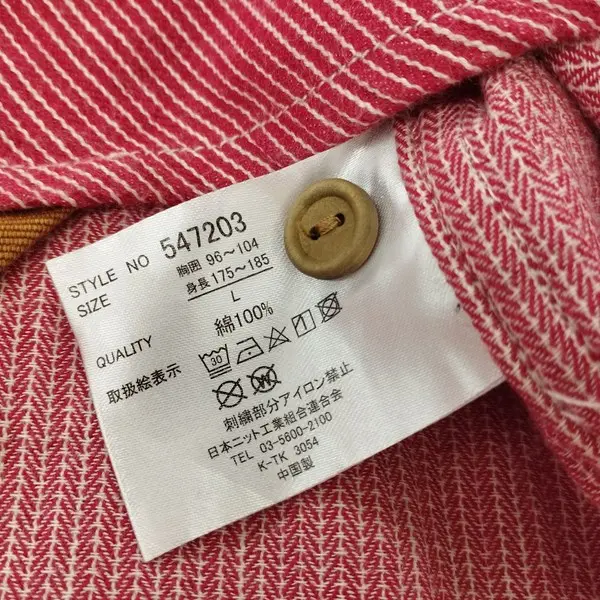 STYLE NO 547203
SIZE 胸囲 96～104
身長 175～185
L
QUALITY 綿100%
取扱絵表示
30
W
刺繍部分アイロン禁止
日本ニット工業組合連合会
TEL 03-5600-2100
K-TK 3054
中国製